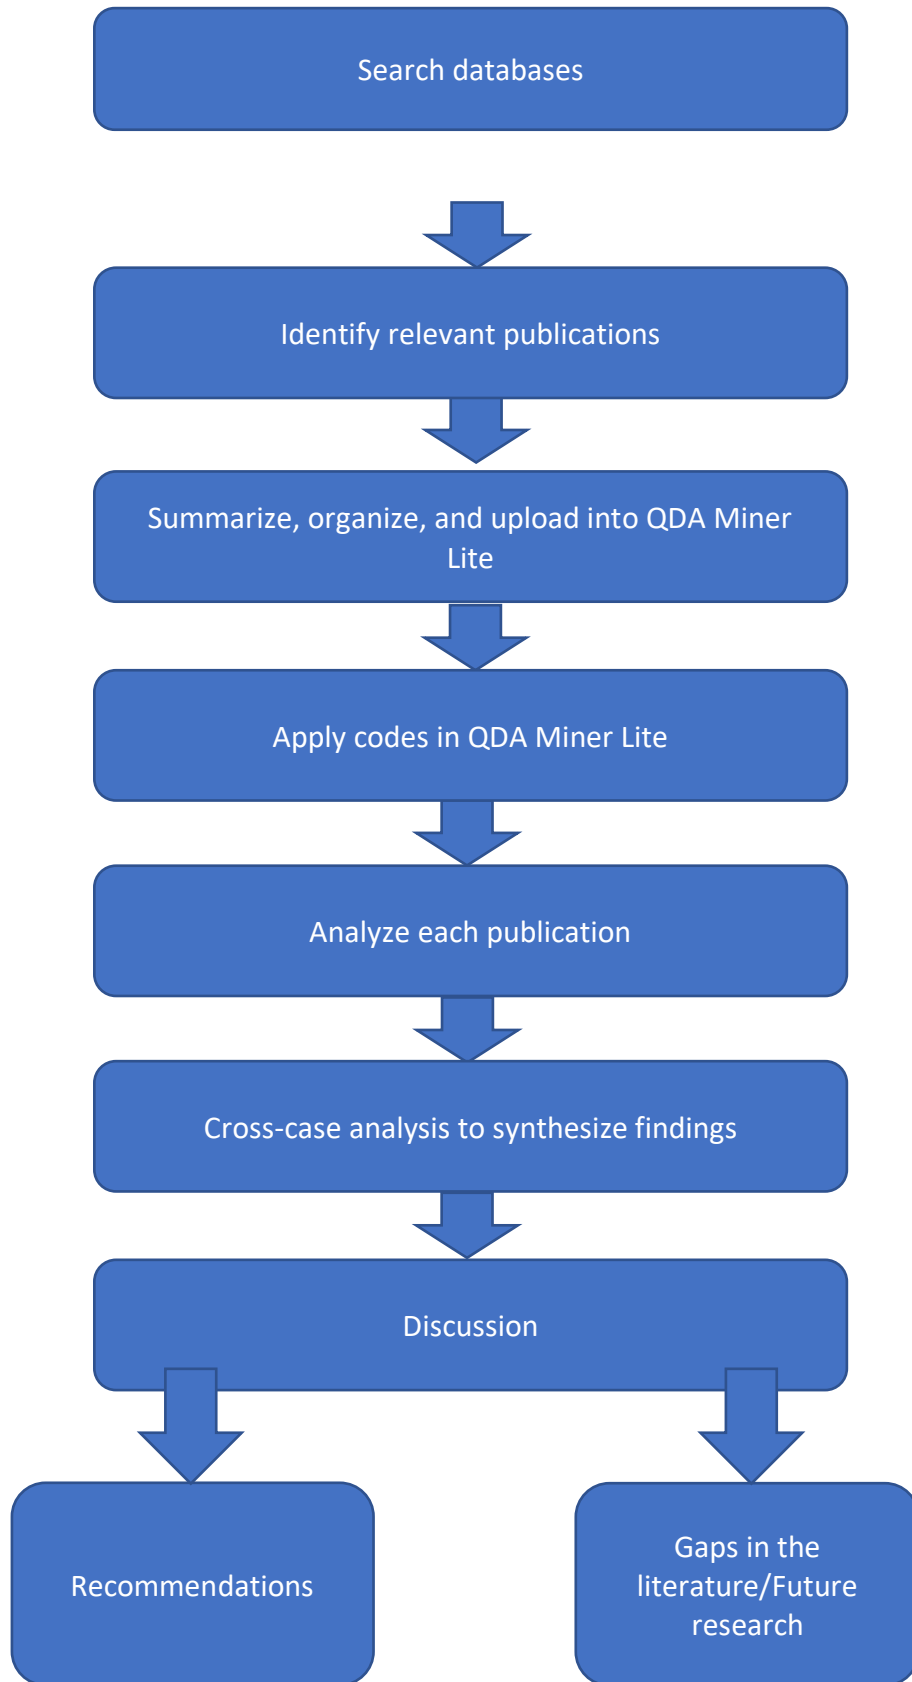 Search databases
Identify relevant publications
Summarize, organize, and upload into QDA Miner
Lite
Apply codes in QDA Miner Lite
Analyze each publication
Cross-case analysis to synthesize findings
Discussion
Recommendations
Gaps in the
literature/Future
research